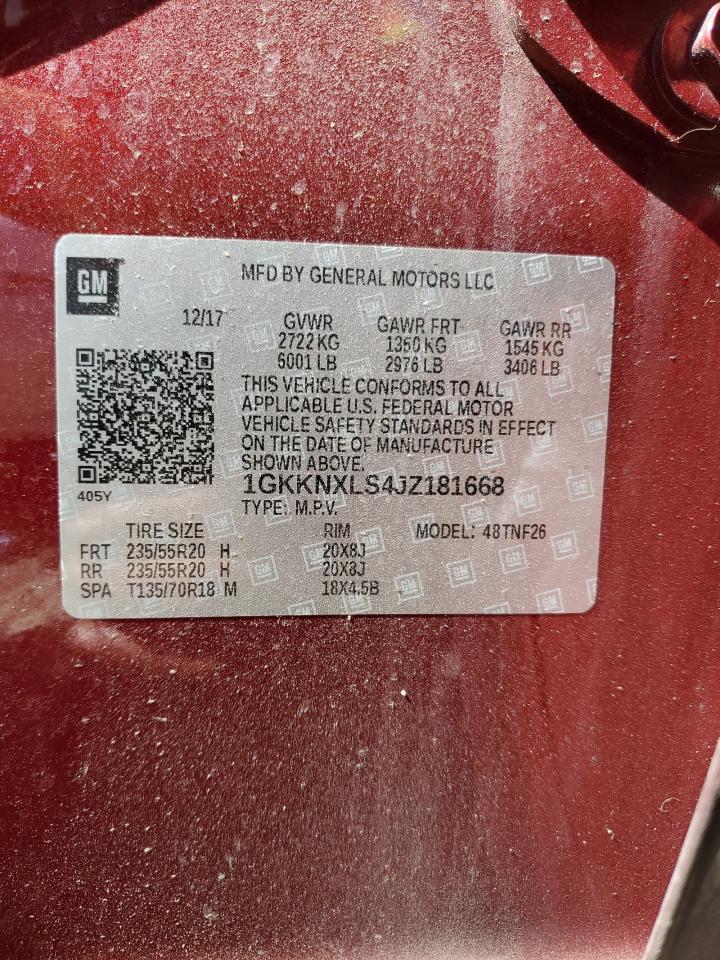 GM
MFD BY GENERAL MOTORS LLC
12/17 GVWR GAWR FRT GAWR RR
2722 KG 1350 KG 1545 KG
6001 LB 2976 LB 3406 LB
THIS VEHICLE CONFORMS TO ALL
APPLICABLE U.S. FEDERAL MOTOR
VEHICLE SAFETY STANDARDS IN EFFECT
ON THE DATE OF MANUFACTURE
SHOWN ABOVE.
405Y
1GKKNXLS4JZ181668
TYPE: M.P.V.
TIRE SIZE RIM MODEL: 48TNF26
FRT 235/55R20 H 20X8J
RR 235/55R20 H 20X8J
SPA T135/70R18 M 18X4.5B